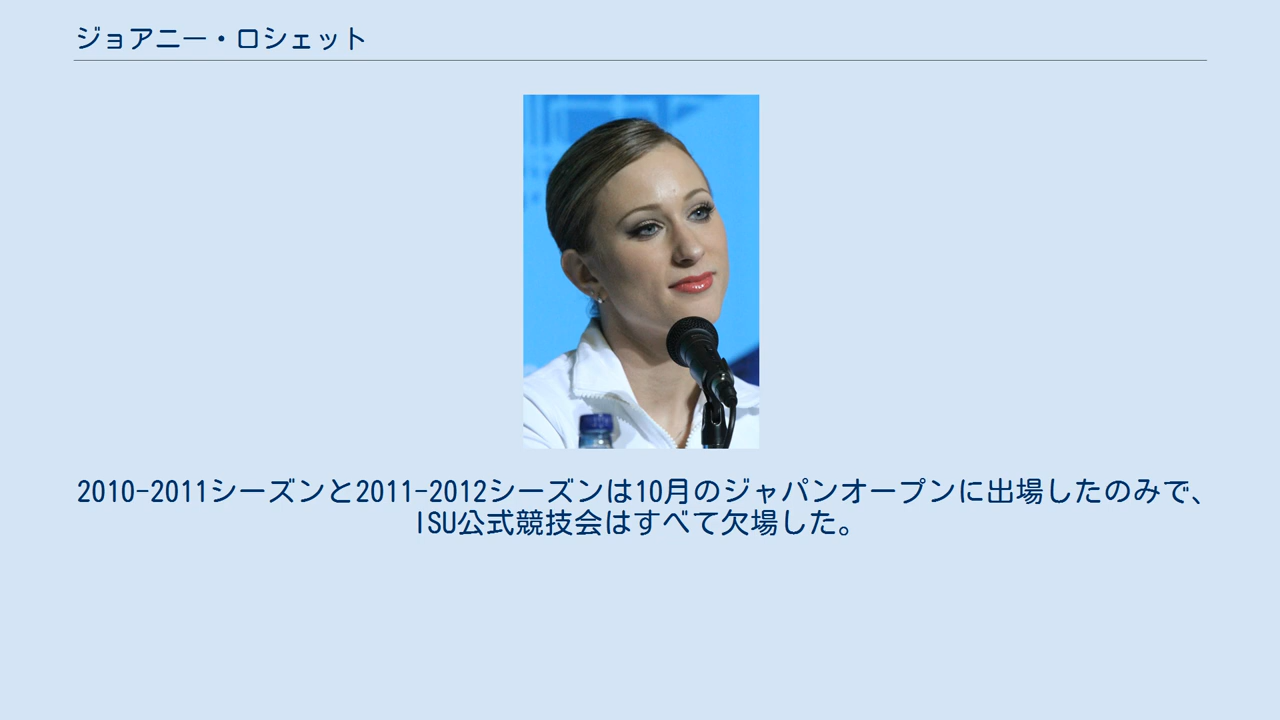 ジョアニー・ロシェット
2010-2011シーズンと2011-2012シーズンは10月のジャパンオープンに出場したのみで、
ISU公式競技会はすべて欠場した。